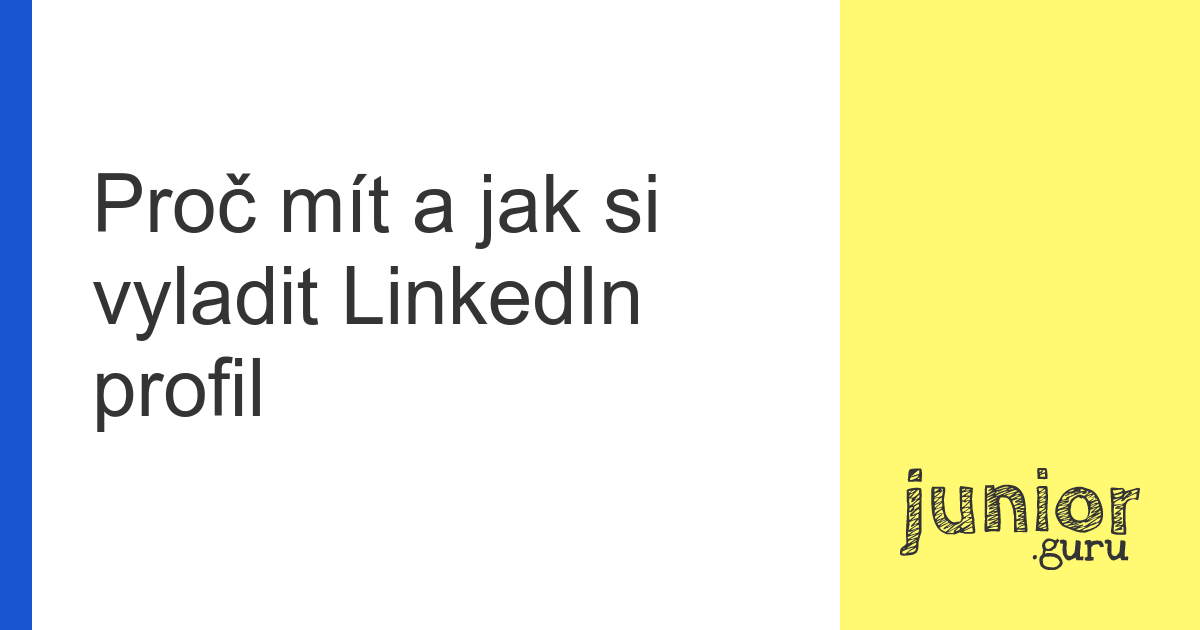 Proč mít a jak si
vyladit LinkedIn
profil
junior
.guru